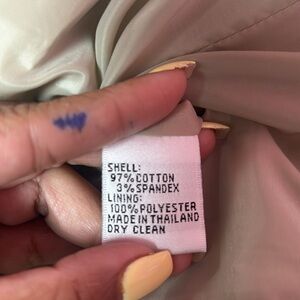 SHELL:
97% COTTON
3% SPANDEX
LINING:
100% POLYESTER
MADE IN THAILAND
DRY CLEAN